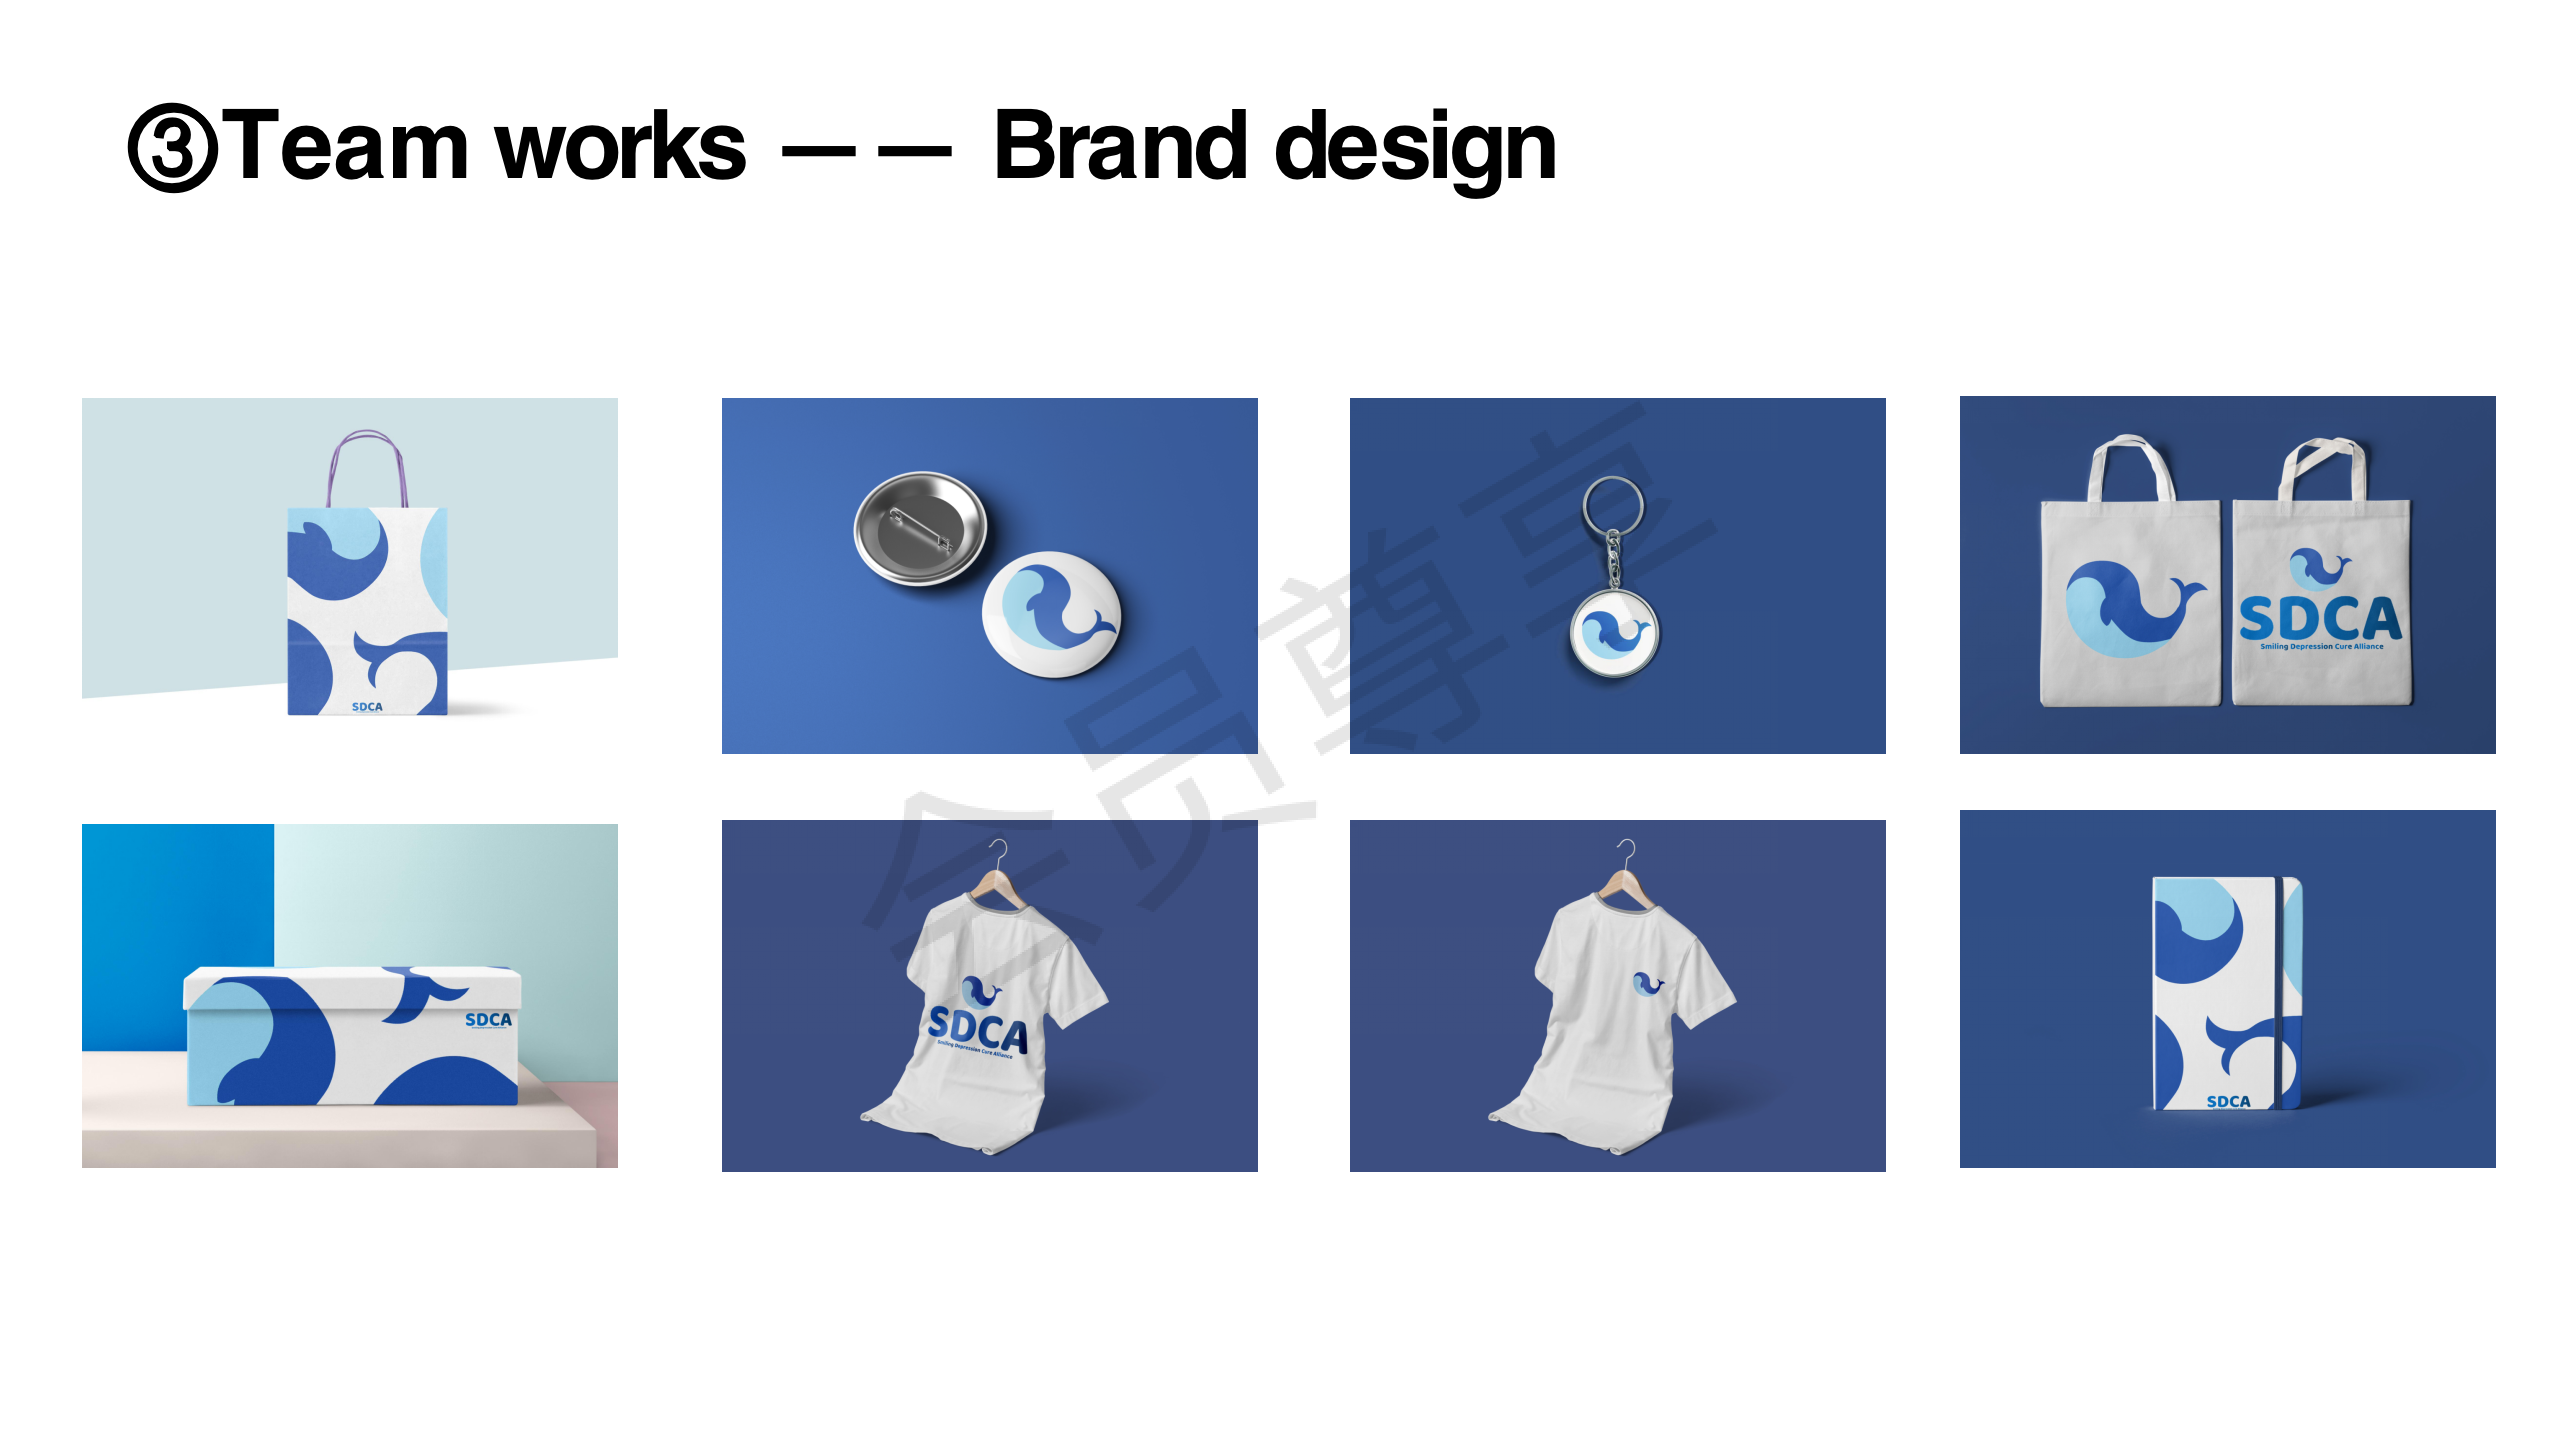 ③Team works —— Brand design
SDCA
SDCA
Smiling Depression Cure Alliance
SDCA
SDCA
Smiling Depression Cure Alliance
SDCA
会员尊享